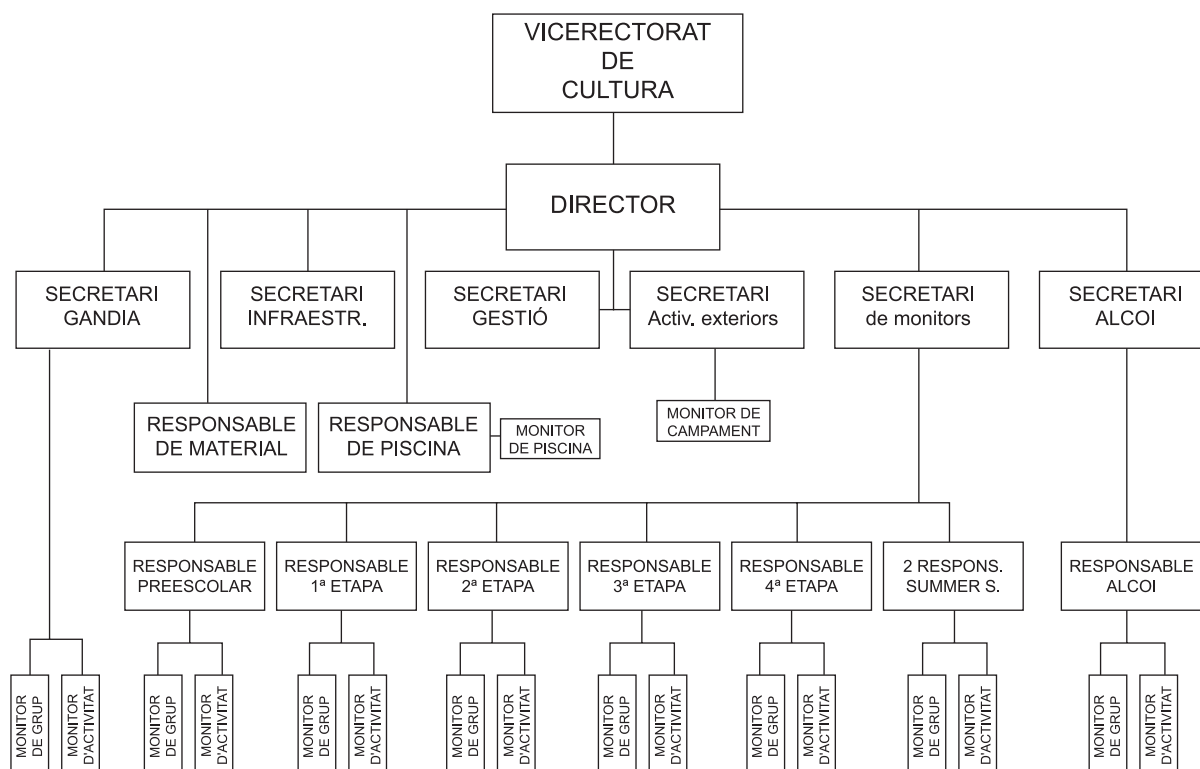 VICERECTORAT
DE
CULTURA
DIRECTOR
SECRETARI
GANDIA
SECRETARI
INFRAESTR.
SECRETARI
GESTIÓ
SECRETARI
Activ. exteriors
SECRETARI
de monitors
SECRETARI
ALCOI
RESPONSABLE
DE MATERIAL
RESPONSABLE
DE PISCINA
MONITOR
DE PISCINA
MONITOR DE
CAMPAMENT
RESPONSABLE
PREESCOLAR
RESPONSABLE
1ª ETAPA
RESPONSABLE
2ª ETAPA
RESPONSABLE
3ª ETAPA
RESPONSABLE
4ª ETAPA
2 RESPONS.
SUMMER S.
RESPONSABLE
ALCOI
MONITOR
DE GRUP
MONITOR
D'ACTIVITAT
MONITOR
DE GRUP
MONITOR
D'ACTIVITAT
MONITOR
DE GRUP
MONITOR
D'ACTIVITAT
MONITOR
DE GRUP
MONITOR
D'ACTIVITAT
MONITOR
DE GRUP
MONITOR
D'ACTIVITAT
MONITOR
DE GRUP
MONITOR
D'ACTIVITAT
MONITOR
DE GRUP
MONITOR
D'ACTIVITAT
MONITOR
DE GRUP
MONITOR
D'ACTIVITAT